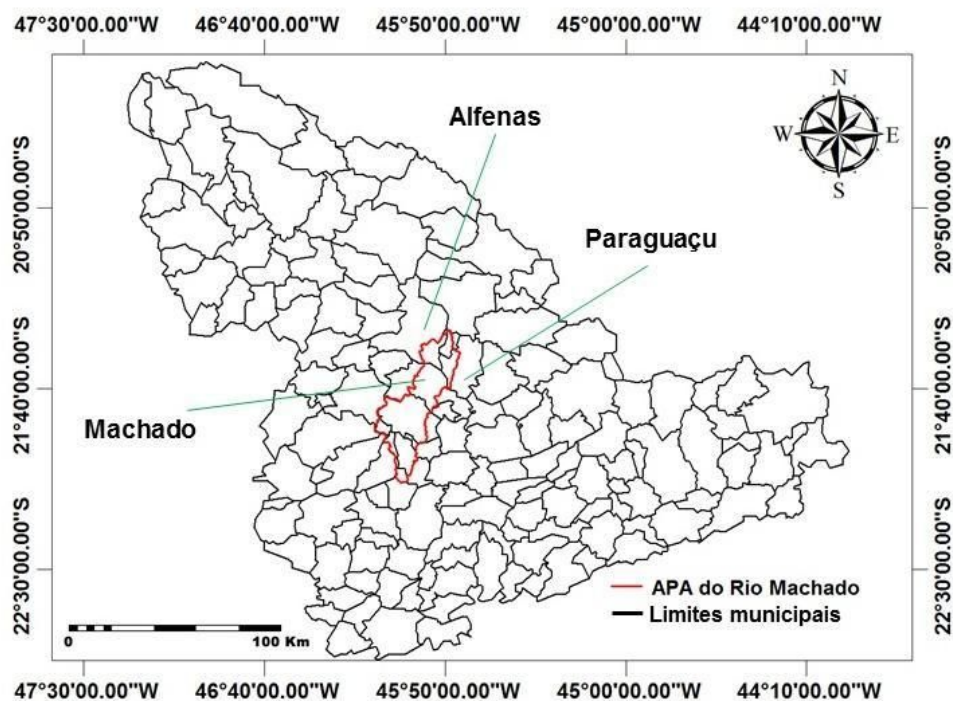 47°30'00.00"W 46°40'00.00"W 45°50'00.00"W 45°00'00.00"W 44°10'00.00"W
N
W E
S
Alfenas
Paraguaçu
Machado
20°50'00.00"S 20°50'00.00"S
21°40'00.00"S 21°40'00.00"S
22°30'00.00"S 22°30'00.00"S
APA do Rio Machado
Limites municipais
0 100 Km
47°30'00.00"W 46°40'00.00"W 45°50'00.00"W 45°00'00.00"W 44°10'00.00"W